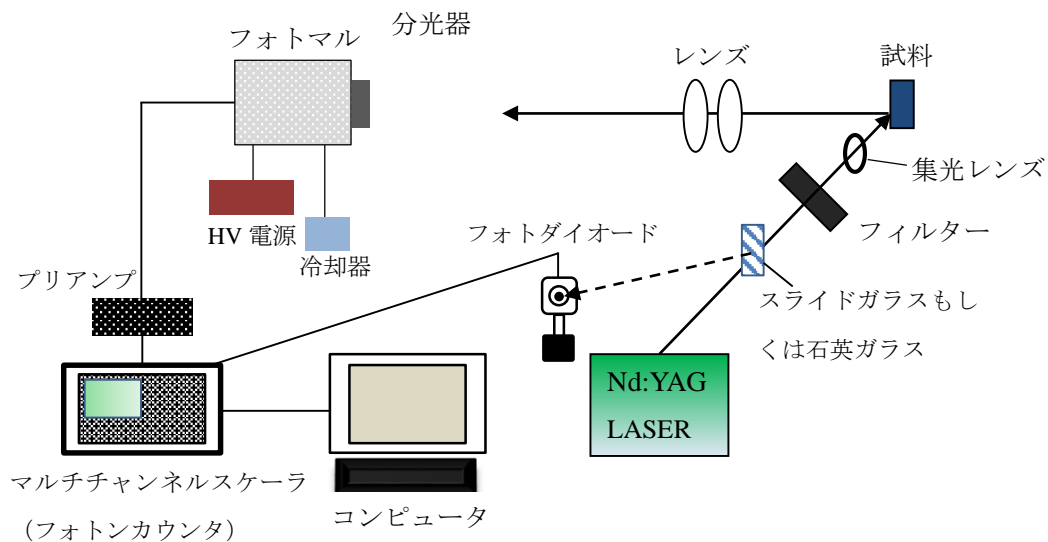 分光器
フォトマル
レンズ
試料
集光レンズ
HV 電源
フォトダイオード
フィルター
冷却器
プリアンプ
スライドガラスもし
くは石英ガラス
Nd:YAG
LASER
マルチチャンネルスケーラ
（フォトンカウンタ）
コンピュータ